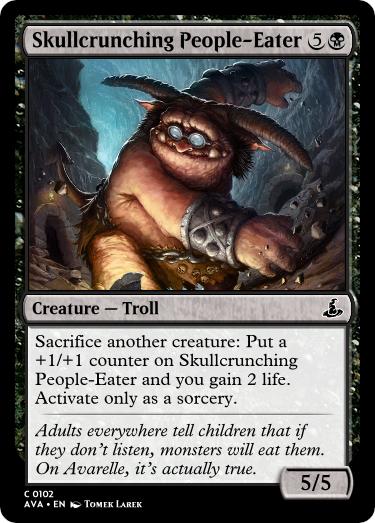 Skullcrunching People-Eater 5
Creature — Troll
Sacrifice another creature: Put a
+1/+1 counter on Skullcrunching
People-Eater and you gain 2 life.
Activate only as a sorcery.
Adults everywhere tell children that if
they don't listen, monsters will eat them.
On Avarelle, it's actually true.
5/5
C 0102
AVA • EN Tomek Larek